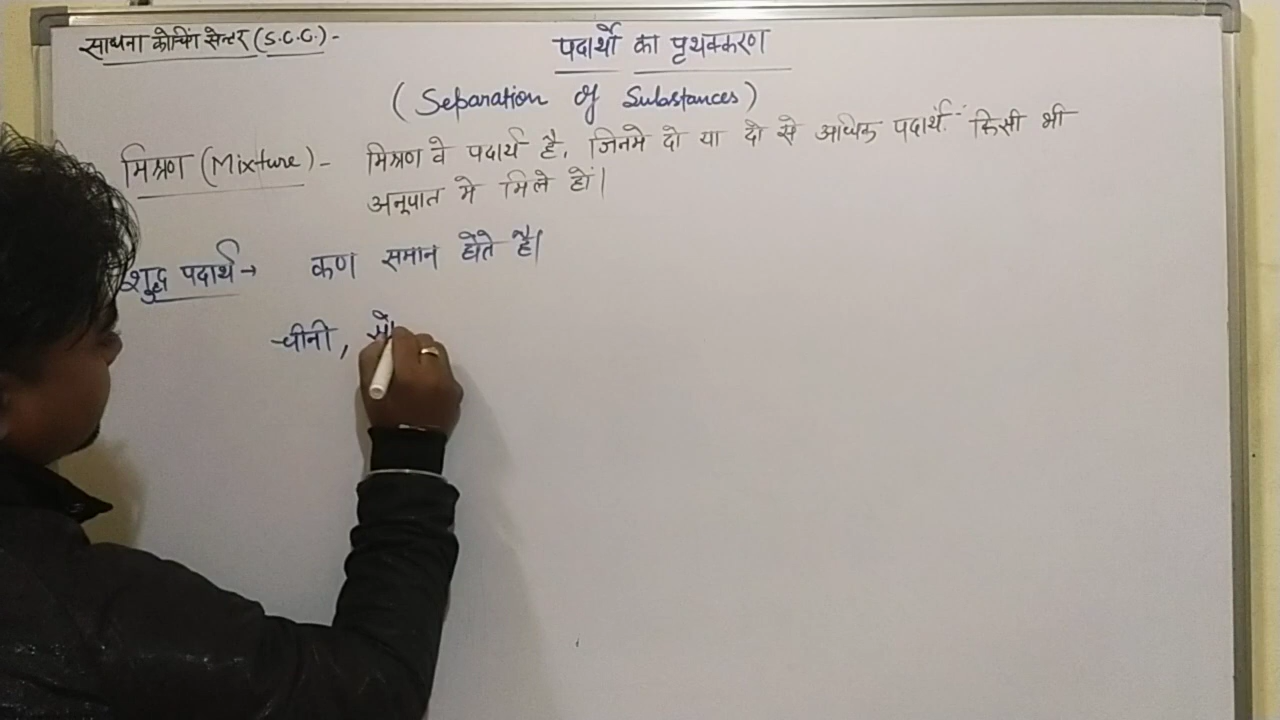 साधना कोचिंग सेन्टर (S.C.C.) -
पदार्थो का पृथक्करण
( Separation of Substances )
मिश्रण (Mixture) - मिश्रण वे पदार्थ है, जिनमे दो या दो से अधिक पदार्थ किसी भी
अनुपात मे मिले हों।
शुद्ध पदार्थ → कण समान होते है।
चीनी,